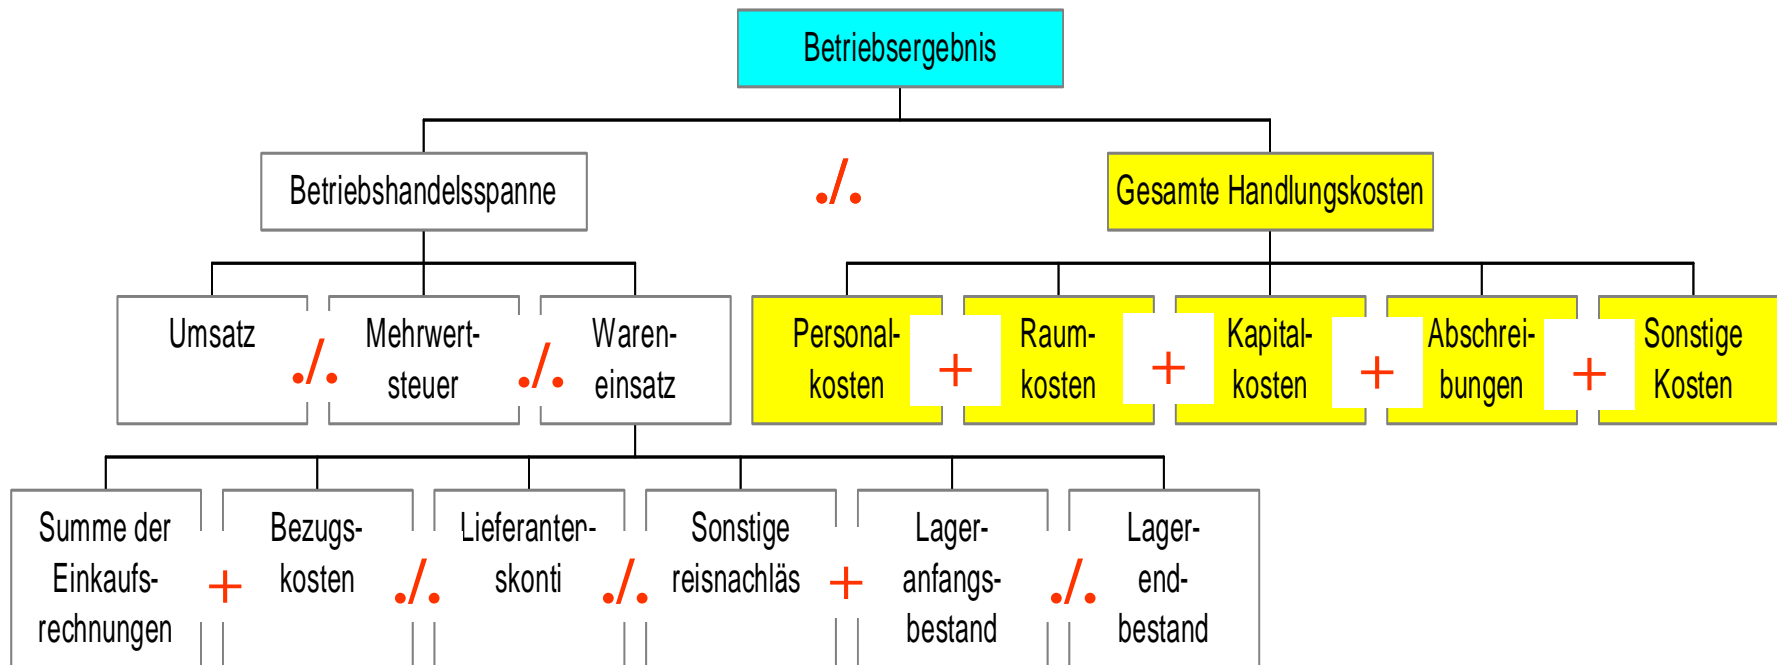 Betriebsergebnis
Betriebshandelsspanne
./.
Gesamte Handlungskosten
Umsatz
./.
Mehrwert-
steuer
./.
Waren-
einsatz
Personal-
kosten
+
Raum-
kosten
+
Kapital-
kosten
+
Abschrei-
bungen
+
Sonstige
Kosten
Summe der
Einkaufs-
rechnungen
+
Bezugs-
kosten
./.
Lieferanten-
skonti
./.
Sonstige
reisnachläs
+
Lager-
anfangs-
bestand
./.
Lager-
end-
bestand